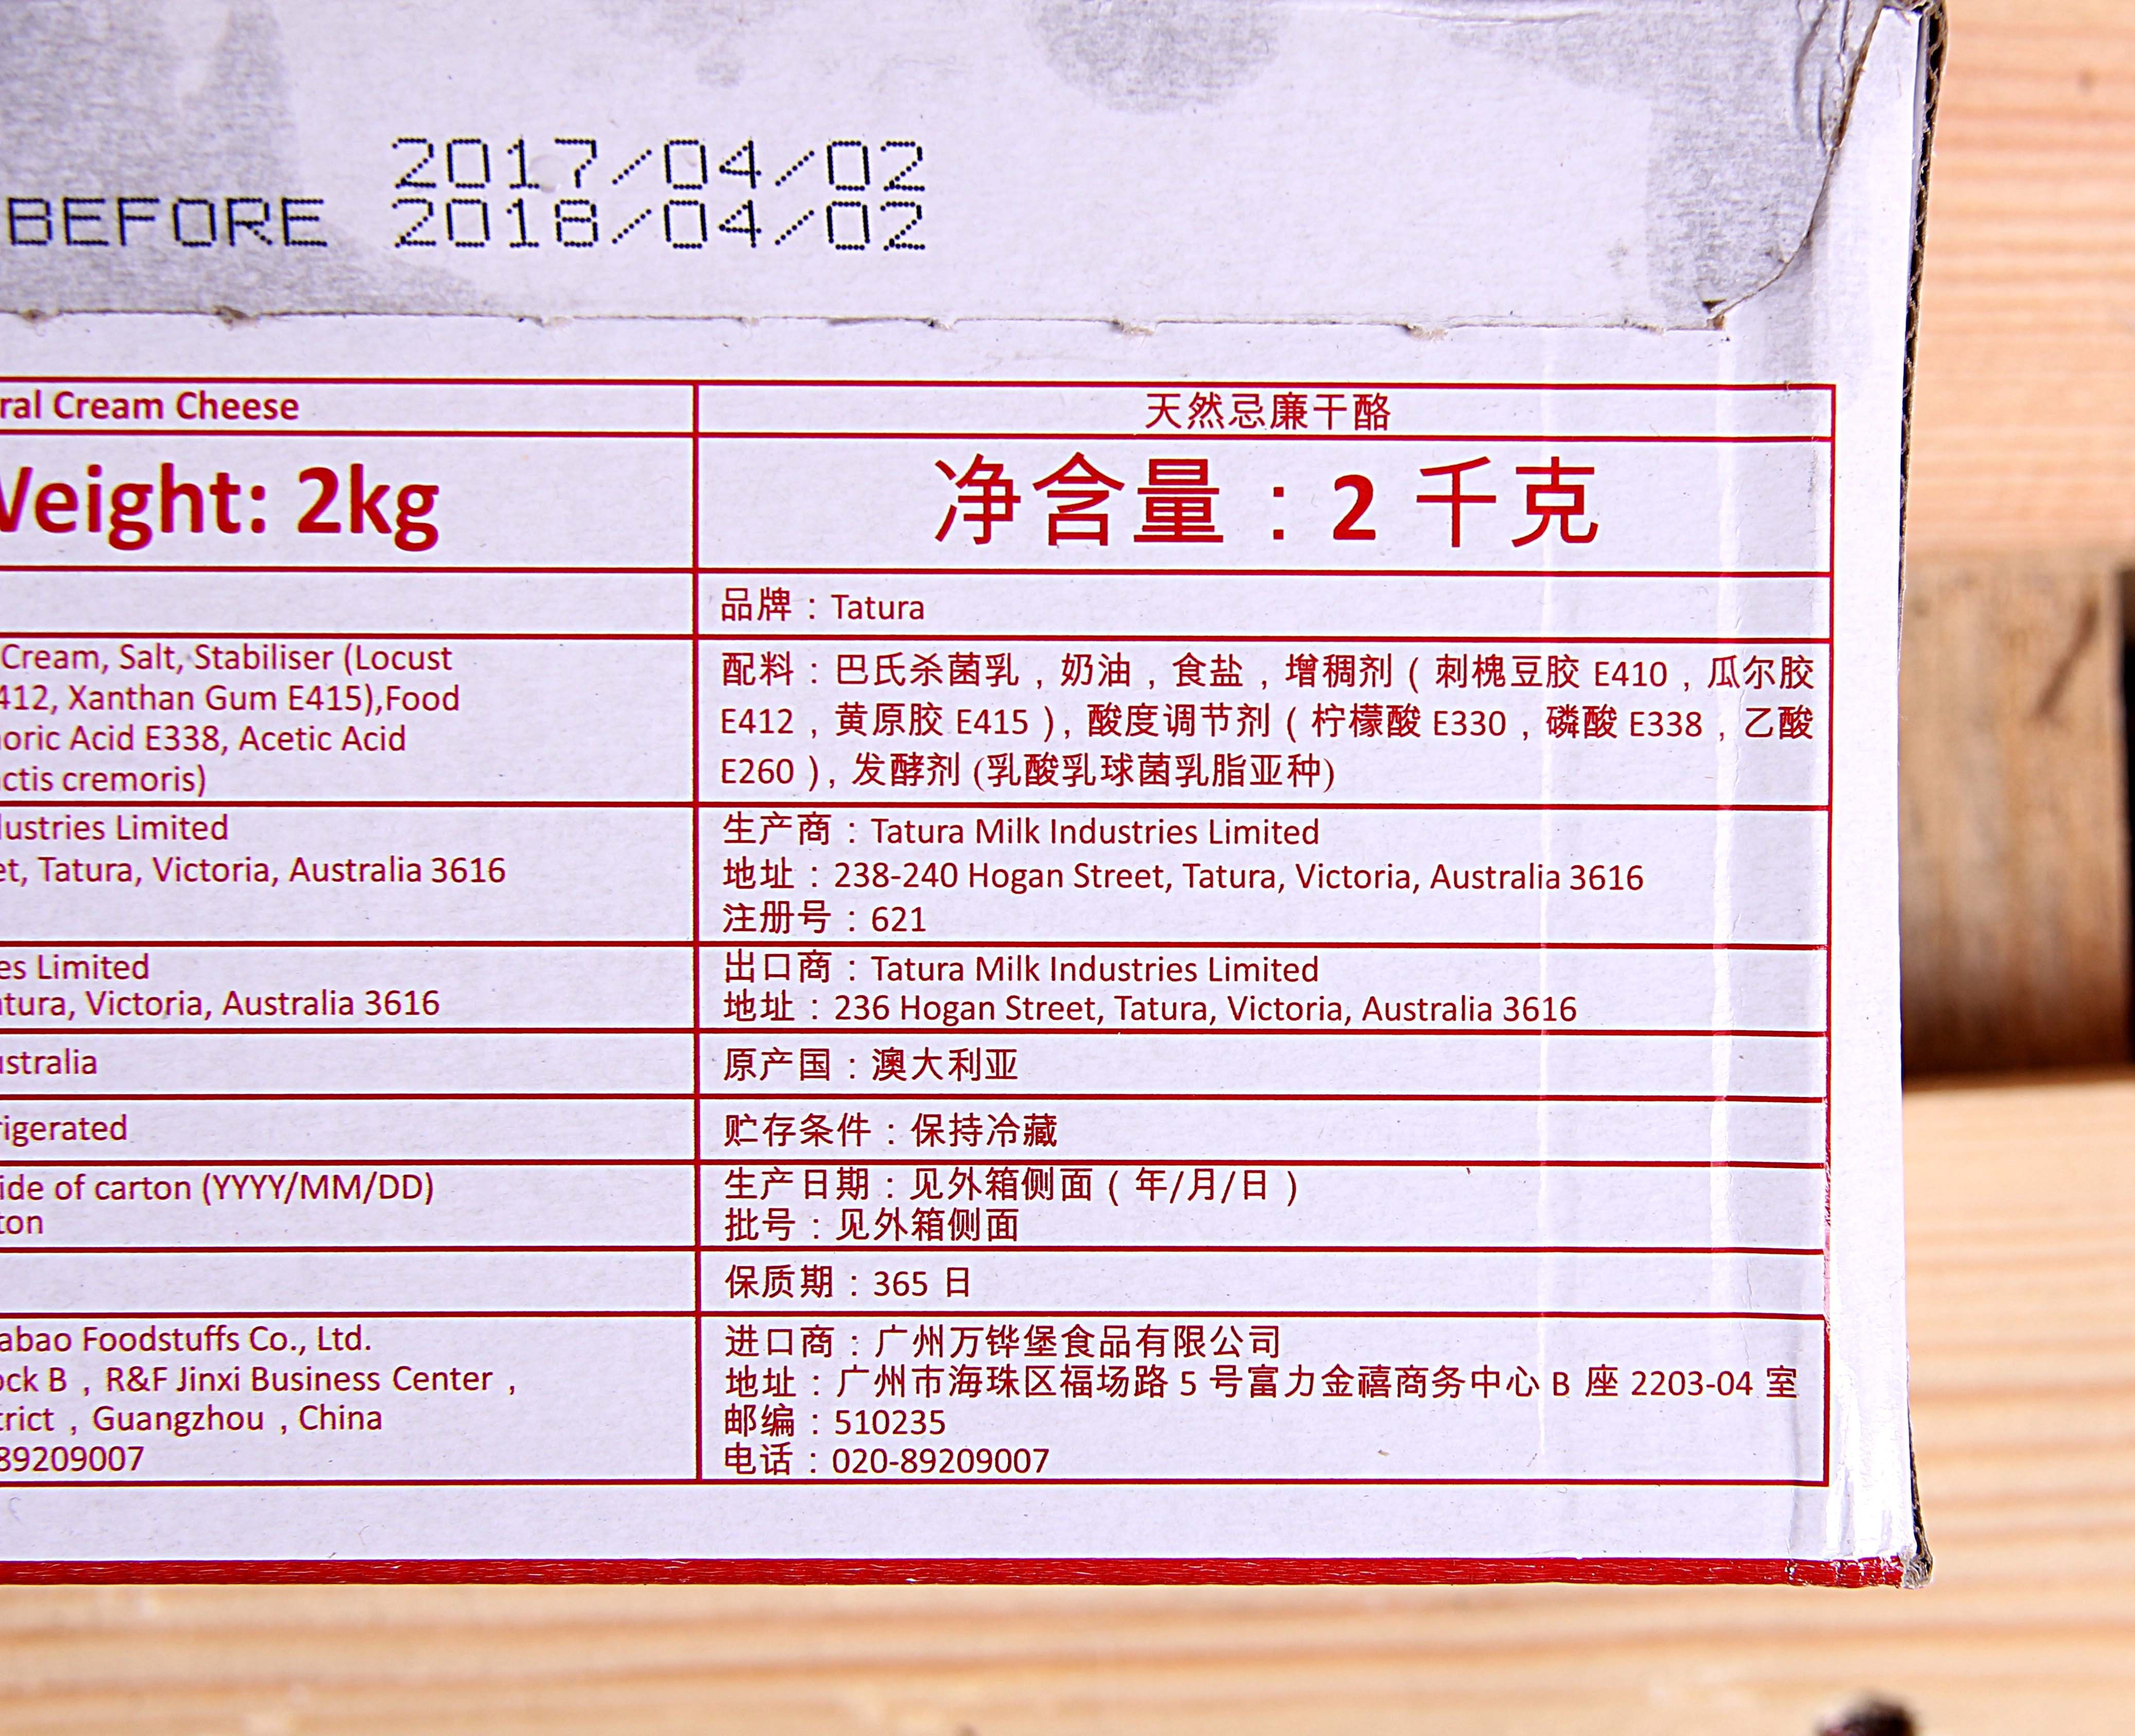 2017/04/02
BEFORE 2018/04/02
ral Cream Cheese
天然忌廉干酪
Weight: 2kg
净含量：2 千克
品牌：Tatura
Cream, Salt, Stabiliser (Locust
412, Xanthan Gum E415),Food
oric Acid E338, Acetic Acid
ctis cremoris)
配料：巴氏杀菌乳，奶油，食盐，增稠剂（刺槐豆胶 E410，瓜尔胶
E412，黄原胶 E415），酸度调节剂（柠檬酸 E330，磷酸 E338，乙酸
E260），发酵剂 (乳酸乳球菌乳脂亚种)
dustries Limited
et, Tatura, Victoria, Australia 3616
生产商：Tatura Milk Industries Limited
地址：238-240 Hogan Street, Tatura, Victoria, Australia 3616
注册号：621
es Limited
atura, Victoria, Australia 3616
出口商：Tatura Milk Industries Limited
地址：236 Hogan Street, Tatura, Victoria, Australia 3616
ustralia
原产国：澳大利亚
rigerated
贮存条件：保持冷藏
ide of carton (YYYY/MM/DD)
ton
生产日期：见外箱侧面（年/月/日）
批号：见外箱侧面
保质期：365 日
abao Foodstuffs Co., Ltd.
ock B，R&F Jinxi Business Center，
trict，Guangzhou，China
89209007
进口商：广州万铧堡食品有限公司
地址：广州市海珠区福场路 5 号富力金禧商务中心 B 座 2203-04 室
邮编：510235
电话：020-89209007